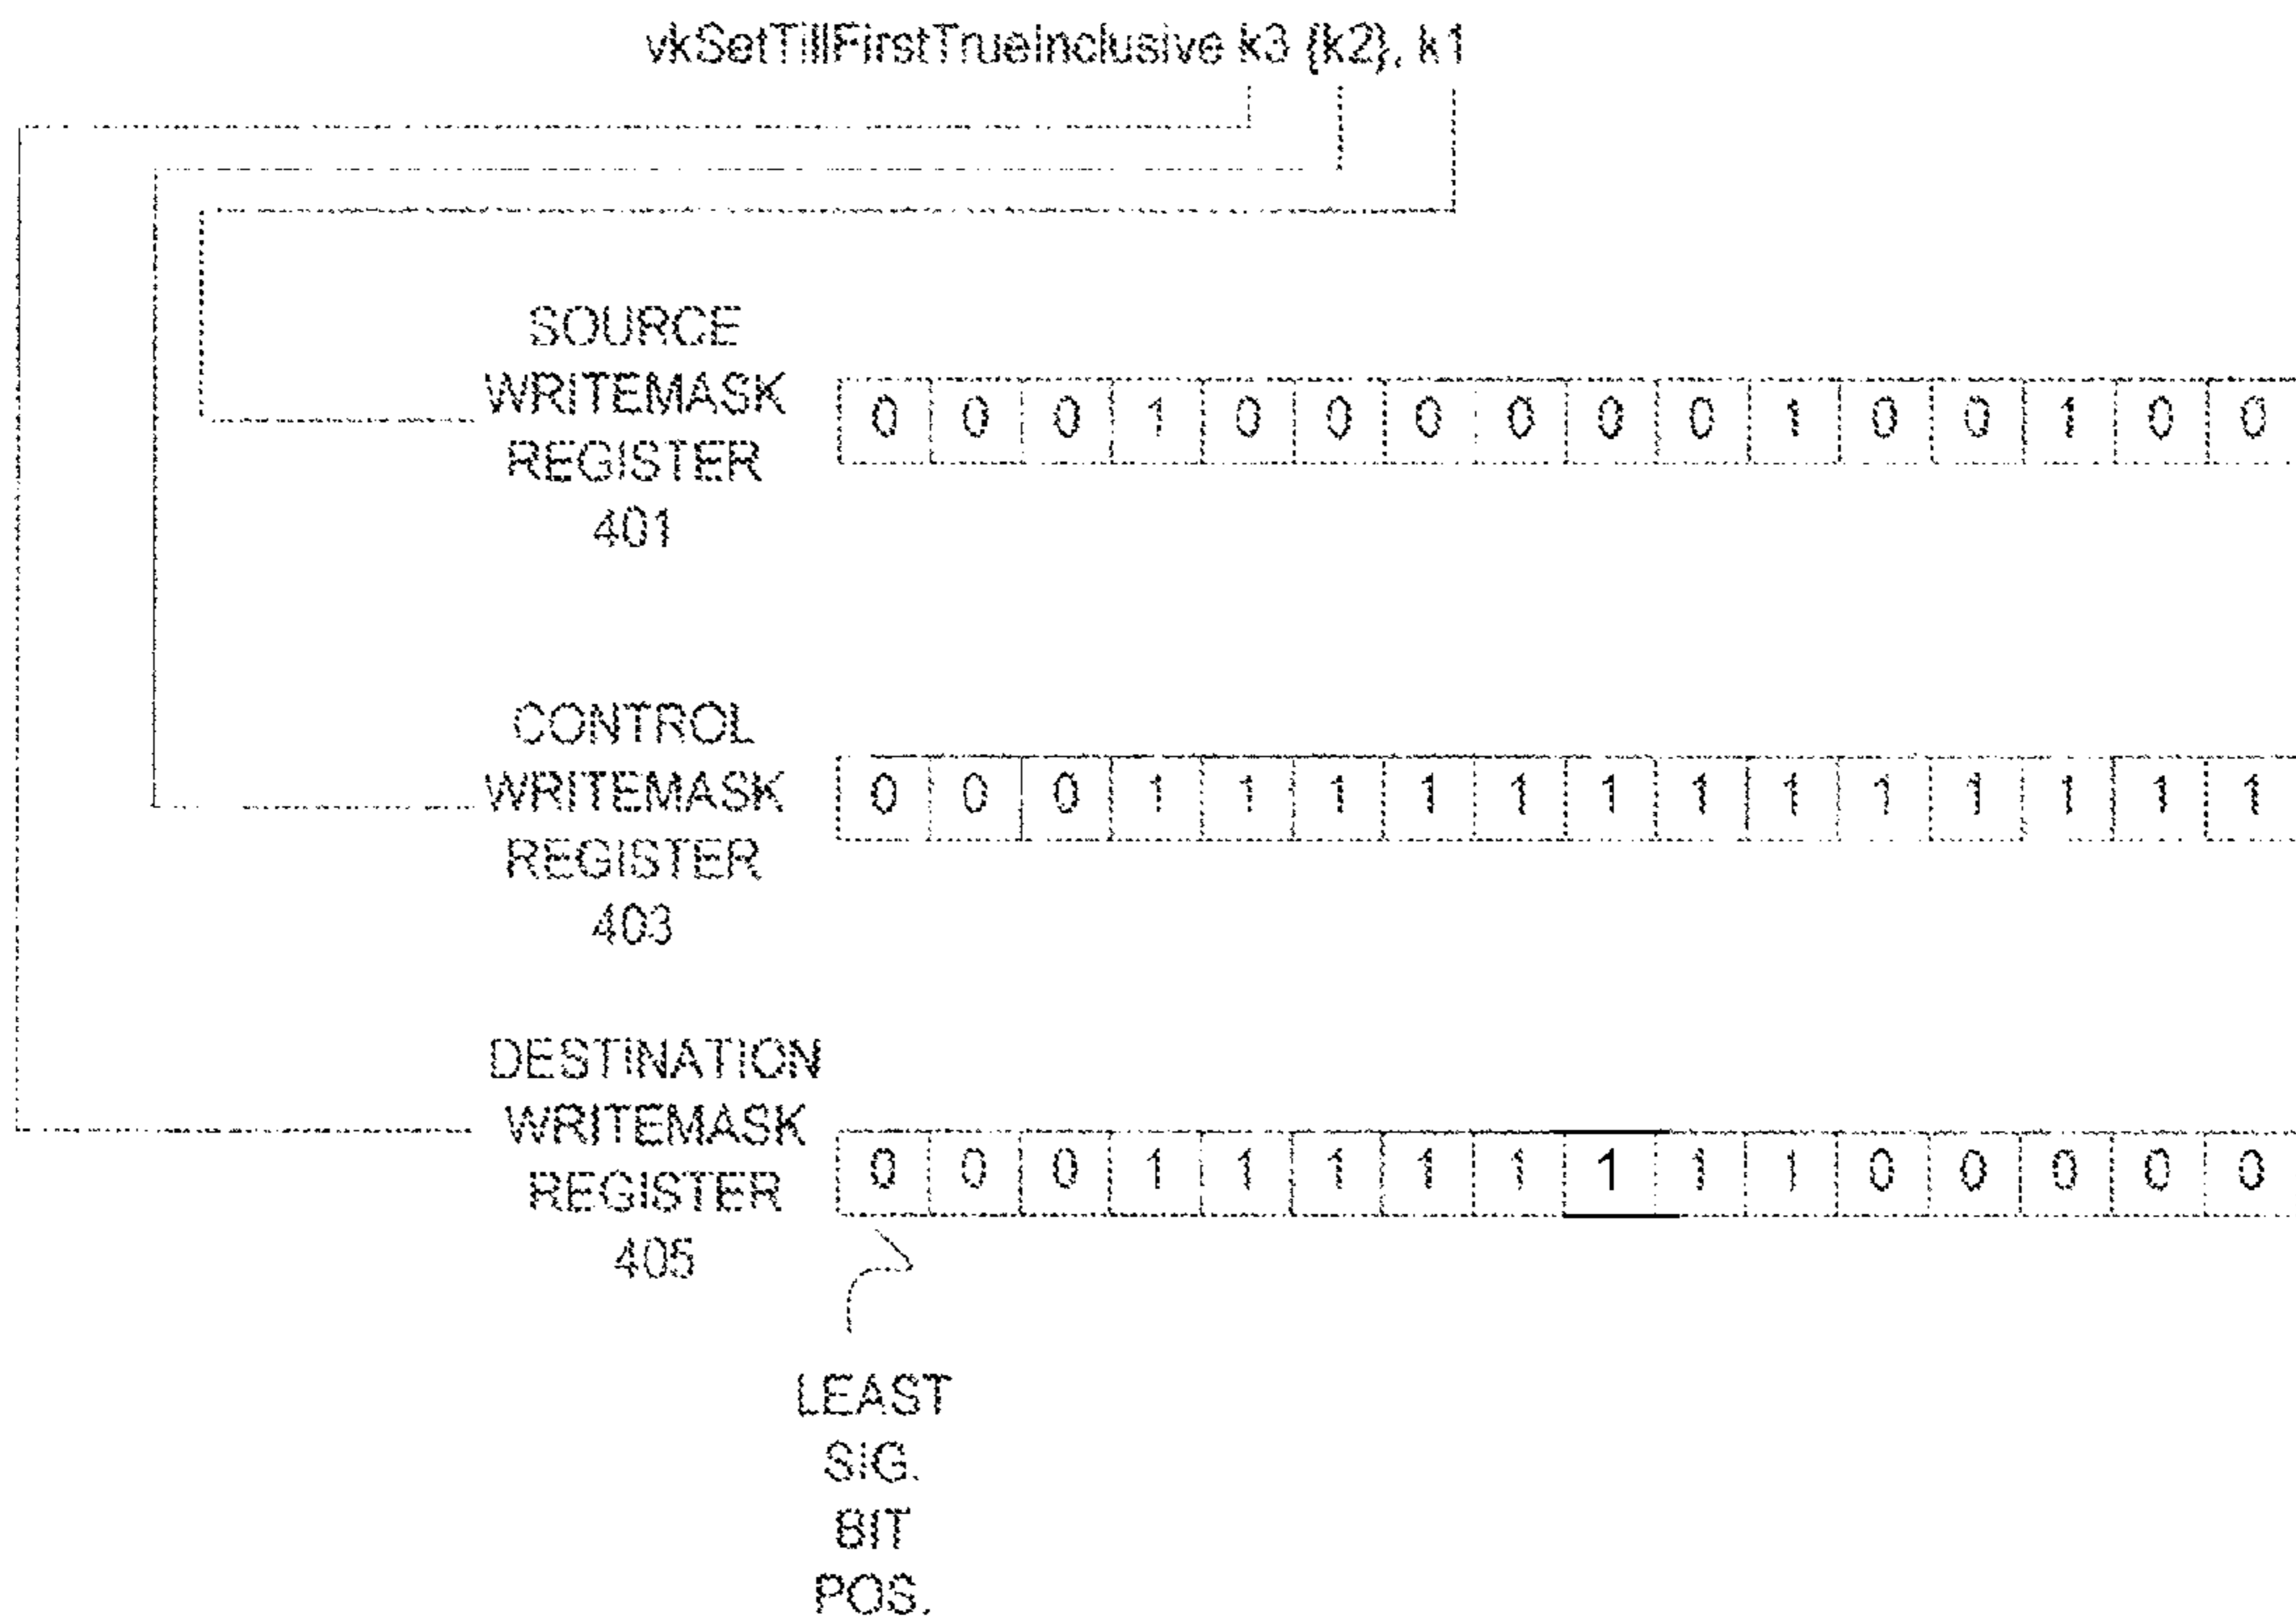 vkSetTillFirstTrueInclusive k3 {k2}, k1
SOURCE
WRITEMASK
REGISTER
401
0 0 0 1 0 0 0 0 0 0 1 0 0 1 0 0
CONTROL
WRITEMASK
REGISTER
403
0 0 0 1 1 1 1 1 1 1 1 1 1 1 1 1
DESTINATION
WRITEMASK
REGISTER
405
0 0 0 1 1 1 1 1 1 1 1 0 0 0 0 0
LEAST
SIG.
BIT
POS.